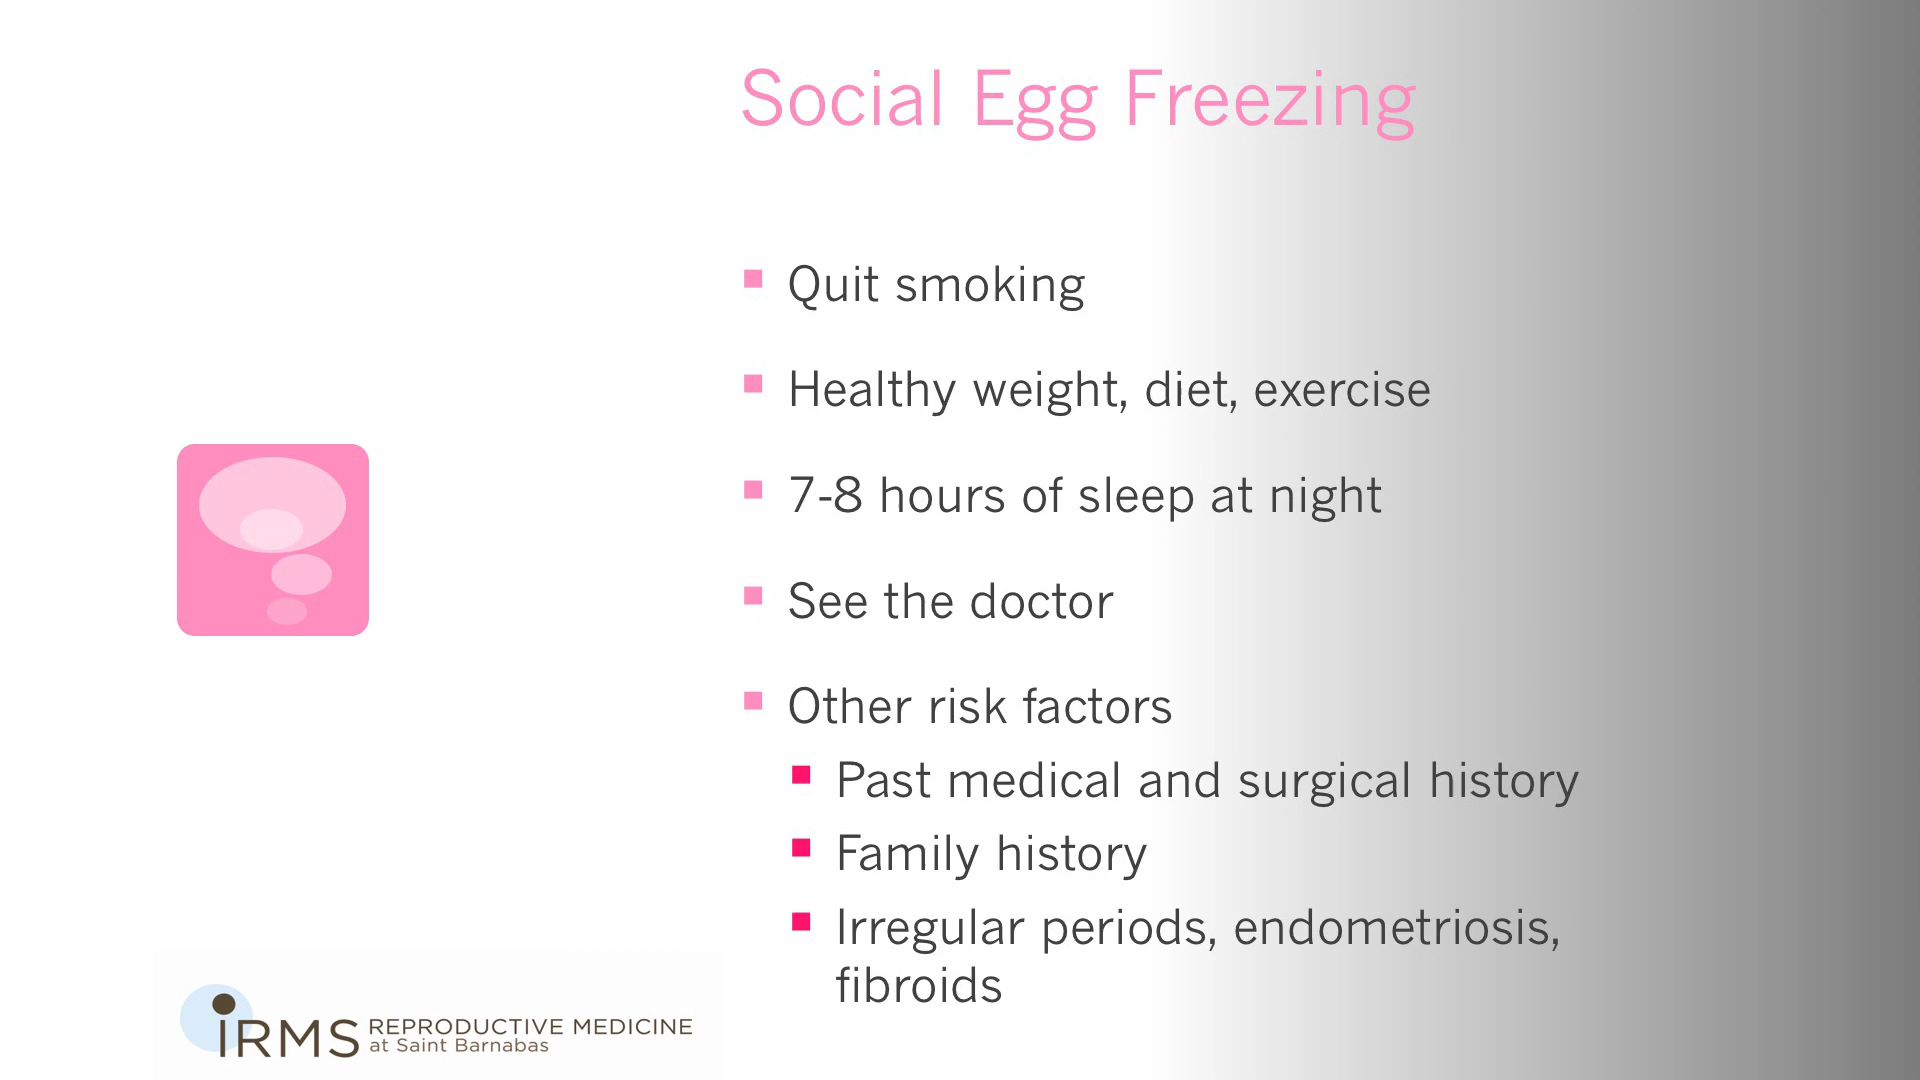 Social Egg Freezing
Quit smoking
Healthy weight, diet, exercise
7-8 hours of sleep at night
See the doctor
Other risk factors
Past medical and surgical history
Family history
Irregular periods, endometriosis,
fibroids
iRMS REPRODUCTIVE MEDICINE
at Saint Barnabas